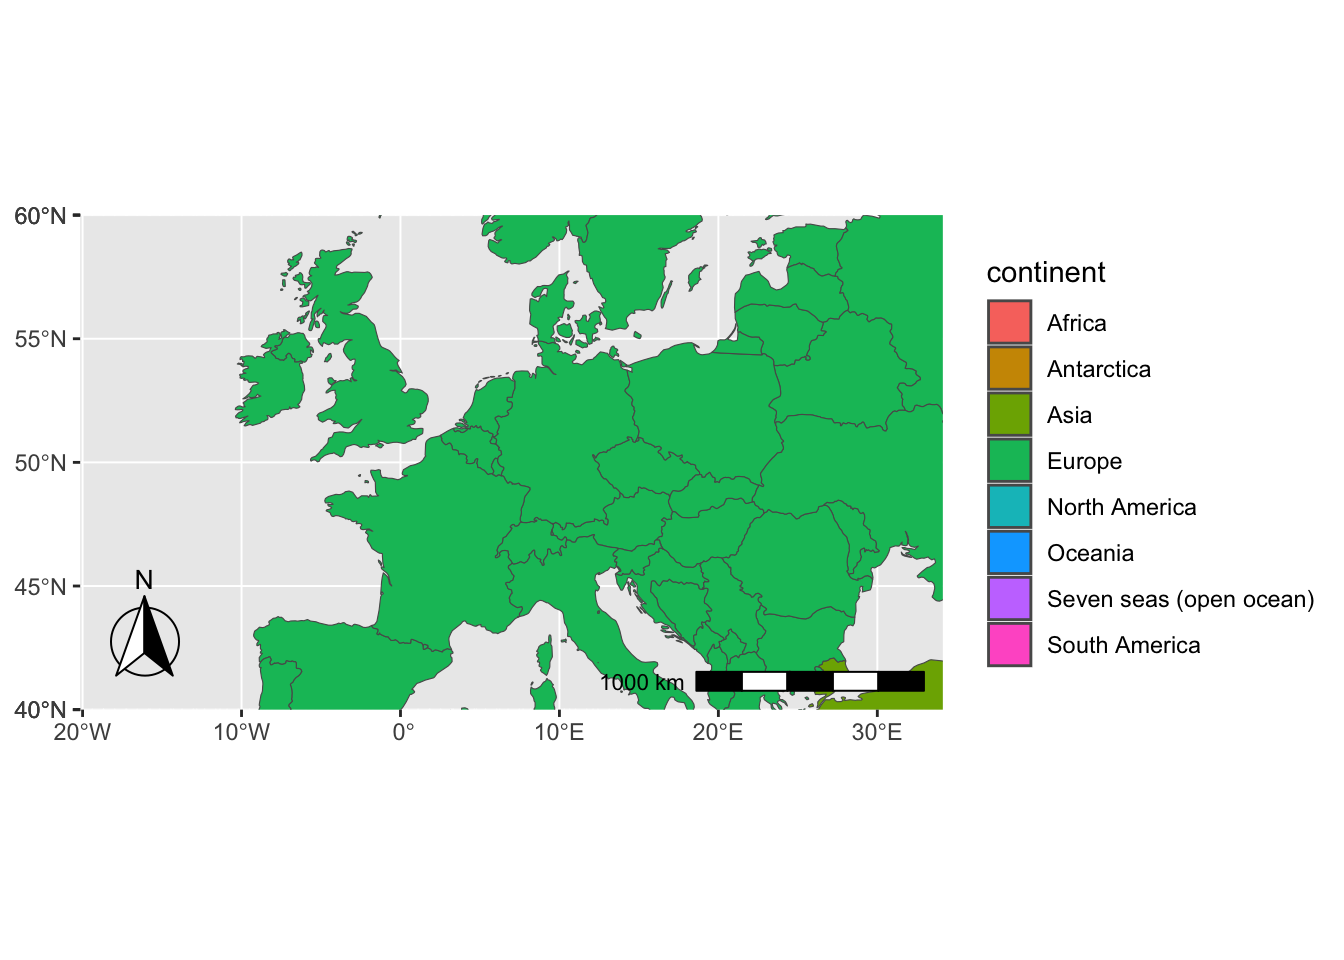 60°N
55°N
50°N
45°N
40°N
20°W
10°W
0°
10°E
20°E
30°E
N
1000 km
continent
Africa
Antarctica
Asia
Europe
North America
Oceania
Seven seas (open ocean)
South America